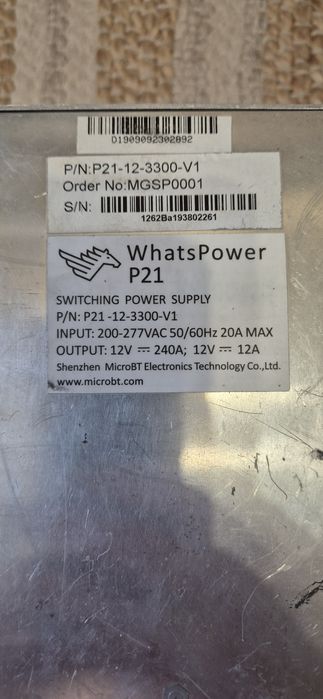 D1909092302892
P/N:P21-12-3300-V1
Order No:MGSP0001
S/N:
1262Ba193802261
WhatsPower
P21
SWITCHING POWER SUPPLY
P/N: P21 -12-3300-V1
INPUT: 200-277VAC 50/60Hz 20A MAX
OUTPUT: 12V ⎓ 240A; 12V ⎓ 12A
Shenzhen MicroBT Electronics Technology Co.,Ltd.
www.microbt.com